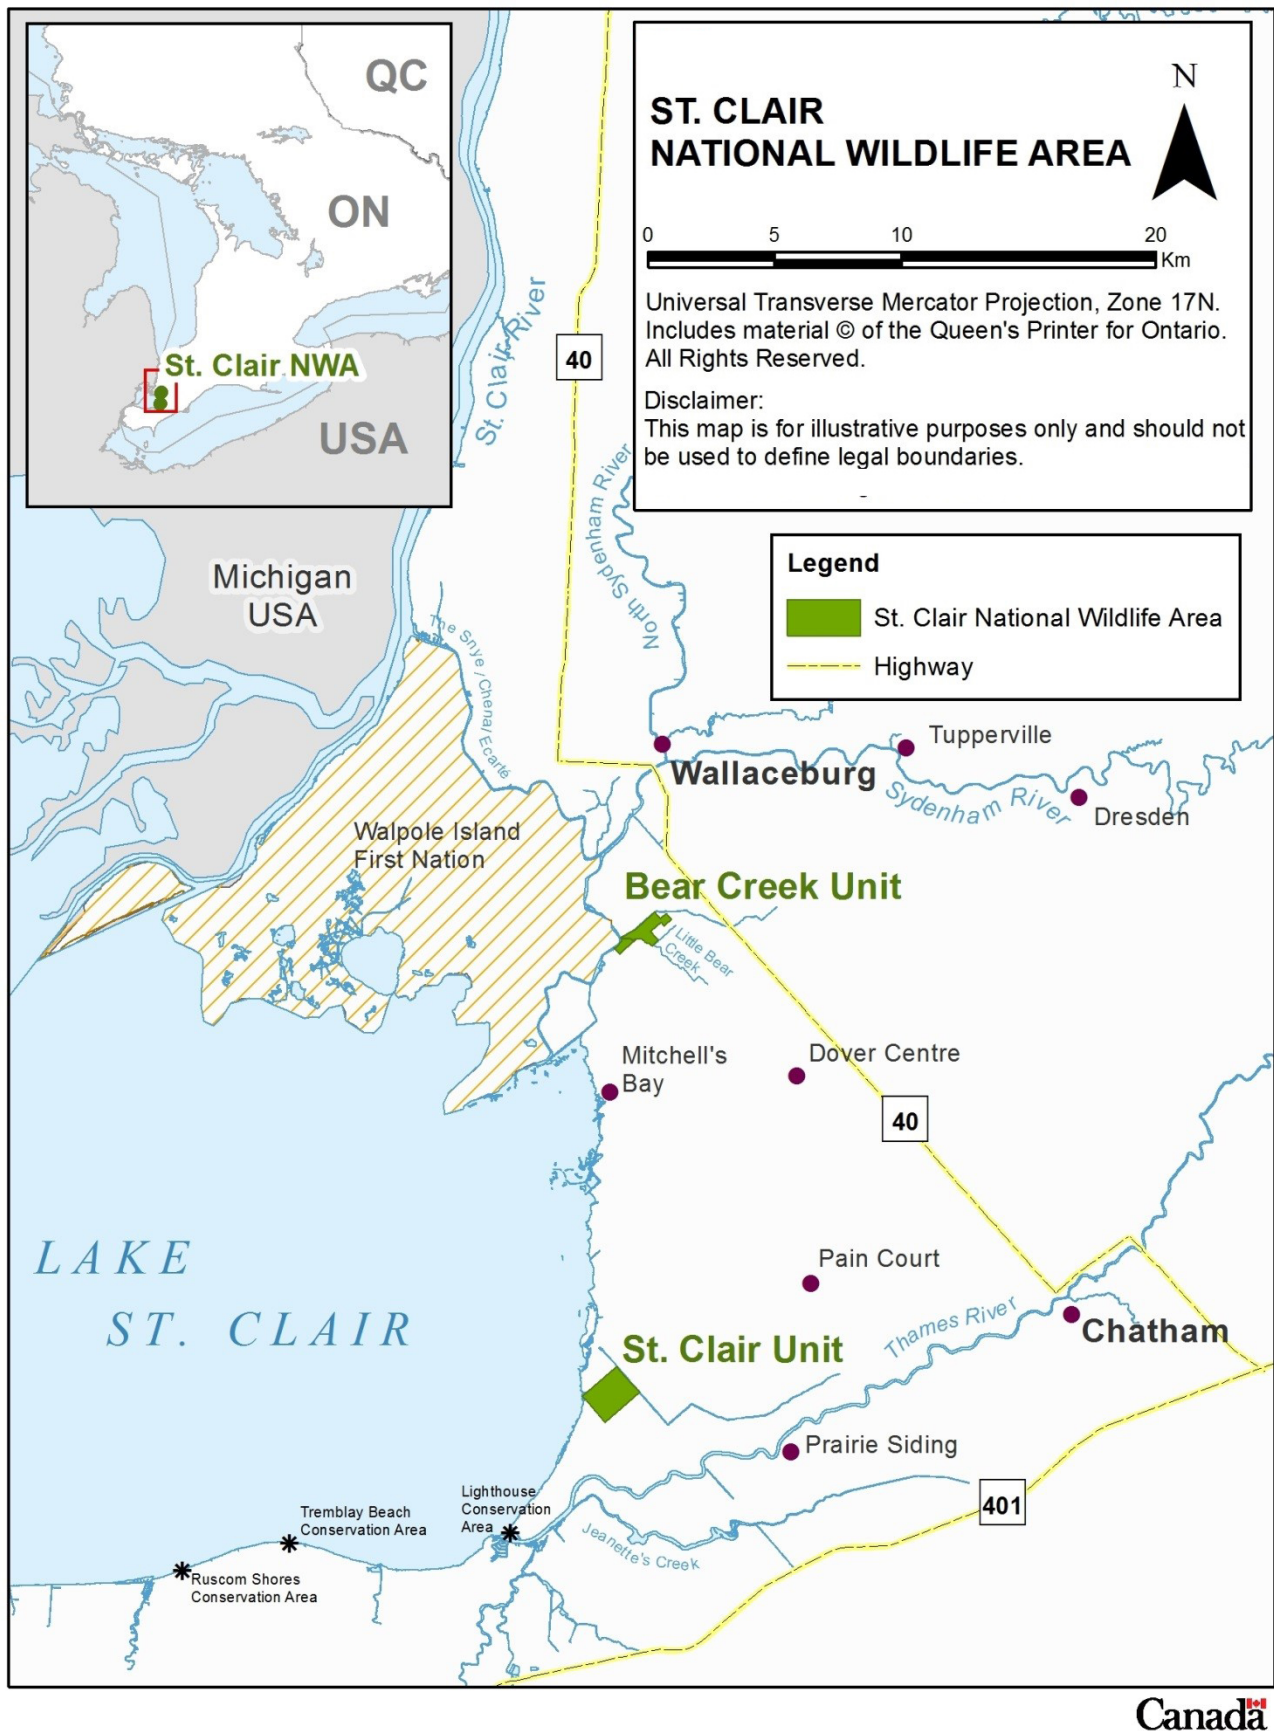 QC
ON
St. Clair NWA
USA
ST. CLAIR
NATIONAL WILDLIFE AREA
N
0 5 10 20
Km
Universal Transverse Mercator Projection, Zone 17N.
Includes material © of the Queen's Printer for Ontario.
All Rights Reserved.
Disclaimer:
This map is for illustrative purposes only and should not
be used to define legal boundaries.
Legend
St. Clair National Wildlife Area
Highway
St. Clair River
40
North Sydenham River
Michigan
USA
The Snye / Chenal Ecarté
Wallaceburg
Tupperville
Sydenham River
Dresden
Walpole Island
First Nation
Bear Creek Unit
Little Bear
Creek
Mitchell's
Bay
Dover Centre
40
LAKE
ST. CLAIR
Pain Court
Thames River
Chatham
St. Clair Unit
Prairie Siding
401
Lighthouse
Conservation
Area
Tremblay Beach
Conservation Area
Jeanette's Creek
Ruscom Shores
Conservation Area
Canada